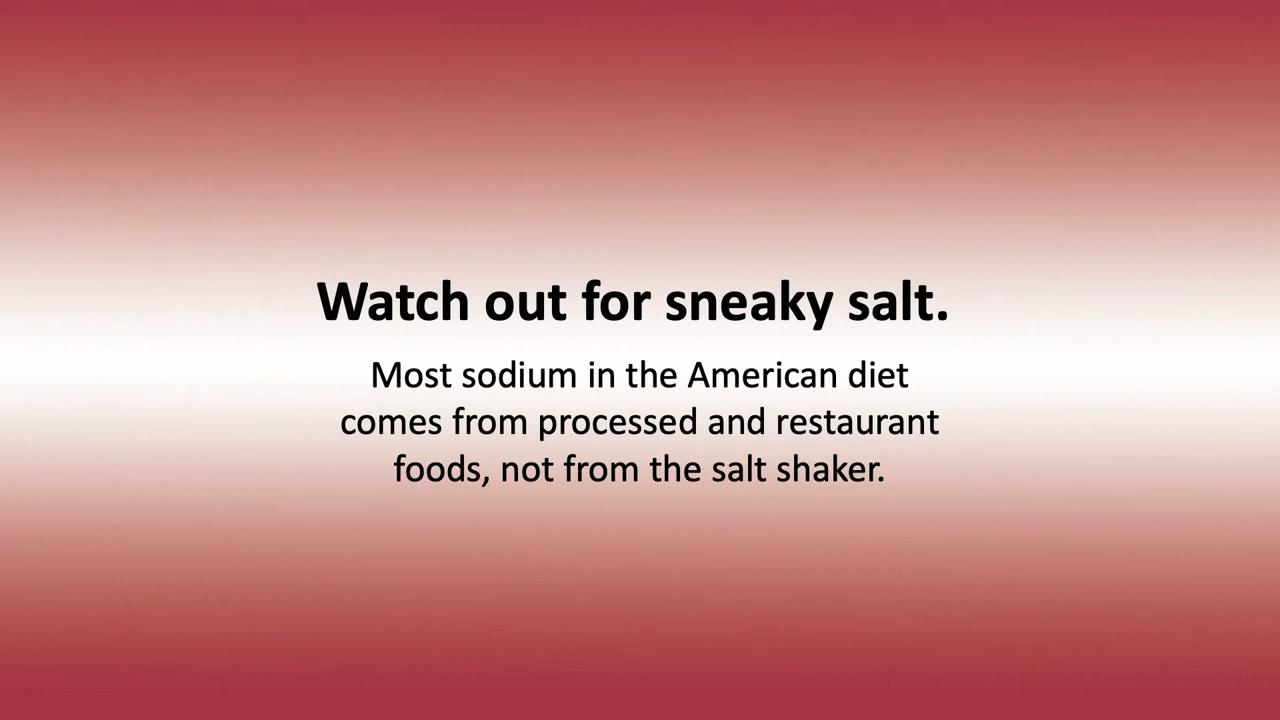 Watch out for sneaky salt.
Most sodium in the American diet
comes from processed and restaurant
foods, not from the salt shaker.